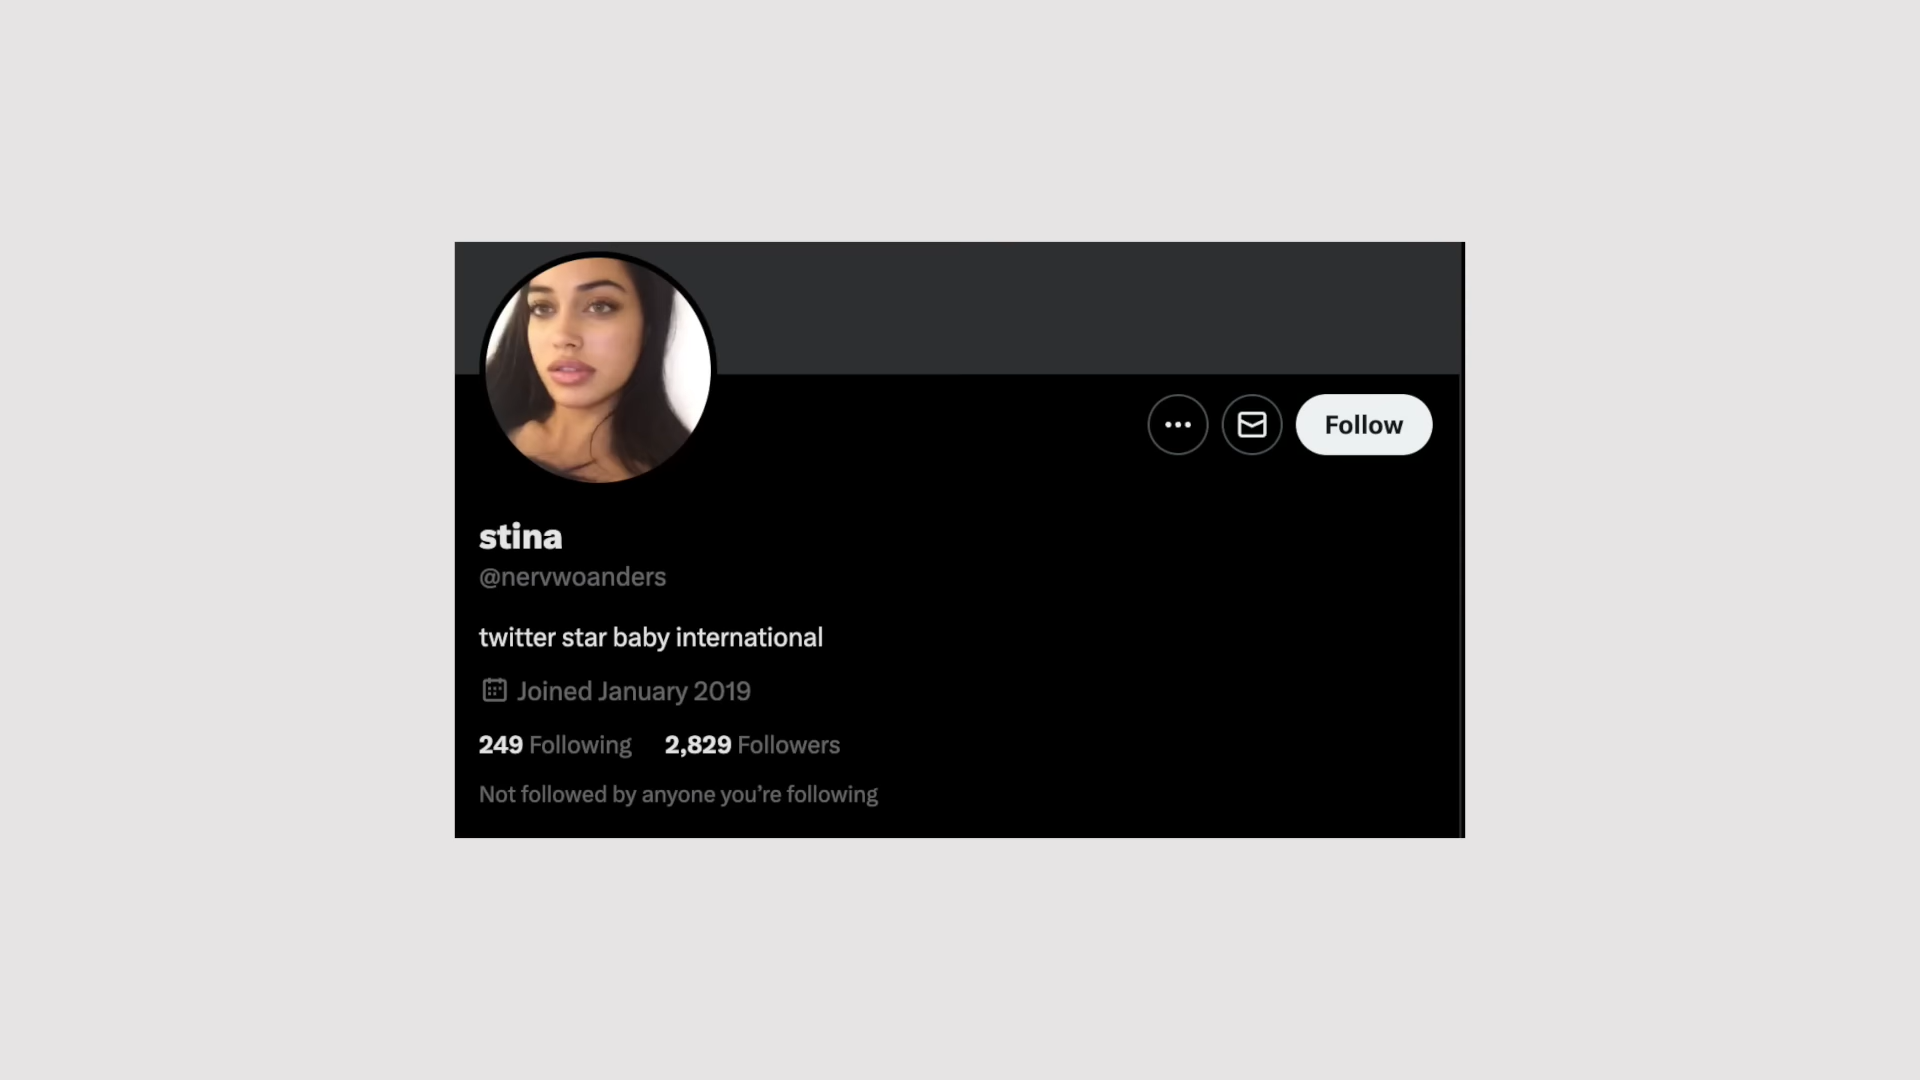 Follow
stina
@nervwoanders
twitter star baby international
Joined January 2019
249 Following 2,829 Followers
Not followed by anyone you’re following